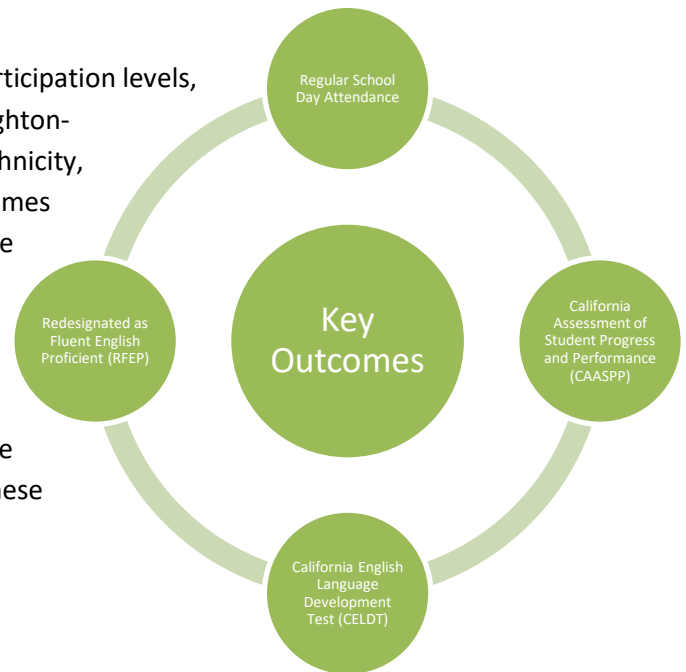 rticipation levels,
ghton-
hnicity,
mes
e
e
nese
Regular School
Day Attendance
California
Assessment of
Student Progress
and Performance
(CAASPP)
California English
Language
Development
Test (CELDT)
Redesignated as
Fluent English
Proficient (RFEP)
Key
Outcomes